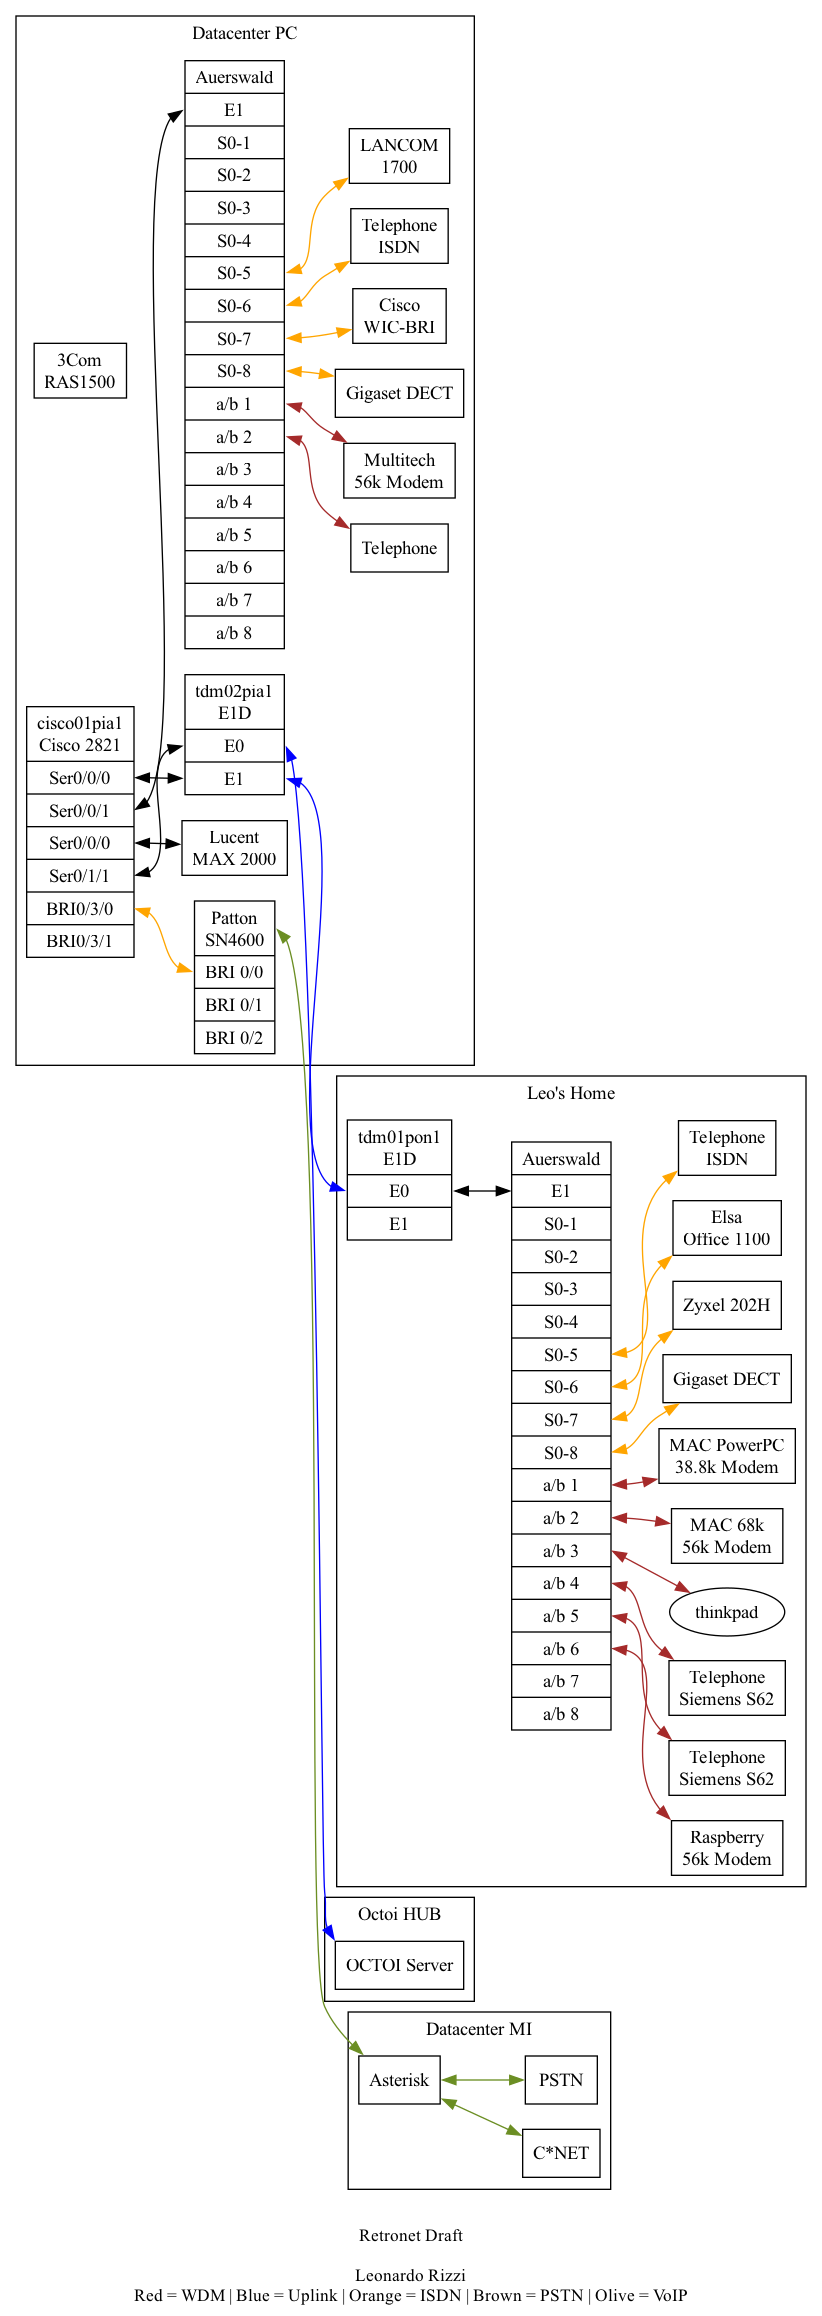 Datacenter PC
Auerswald
E1
S0-1
S0-2
S0-3
S0-4
S0-5
S0-6
S0-7
S0-8
a/b 1
a/b 2
a/b 3
a/b 4
a/b 5
a/b 6
a/b 7
a/b 8
LANCOM
1700
Telephone
ISDN
Cisco
WIC-BRI
Gigaset DECT
Multitech
56k Modem
Telephone
3Com
RAS1500
cisco01pia1
Cisco 2821
Ser0/0/0
Ser0/0/1
Ser0/0/0
Ser0/1/1
BRI0/3/0
BRI0/3/1
tdm02pia1
E1D
E0
E1
Lucent
MAX 2000
Patton
SN4600
BRI 0/0
BRI 0/1
BRI 0/2
Leo's Home
tdm01pon1
E1D
E0
E1
Auerswald
E1
S0-1
S0-2
S0-3
S0-4
S0-5
S0-6
S0-7
S0-8
a/b 1
a/b 2
a/b 3
a/b 4
a/b 5
a/b 6
a/b 7
a/b 8
Telephone
ISDN
Elsa
Office 1100
Zyxel 202H
Gigaset DECT
MAC PowerPC
38.8k Modem
MAC 68k
56k Modem
thinkpad
Telephone
Siemens S62
Telephone
Siemens S62
Raspberry
56k Modem
Octoi HUB
OCTOI Server
Datacenter MI
Asterisk
PSTN
C*NET
Retronet Draft
Leonardo Rizzi
Red = WDM | Blue = Uplink | Orange = ISDN | Brown = PSTN | Olive = VoIP